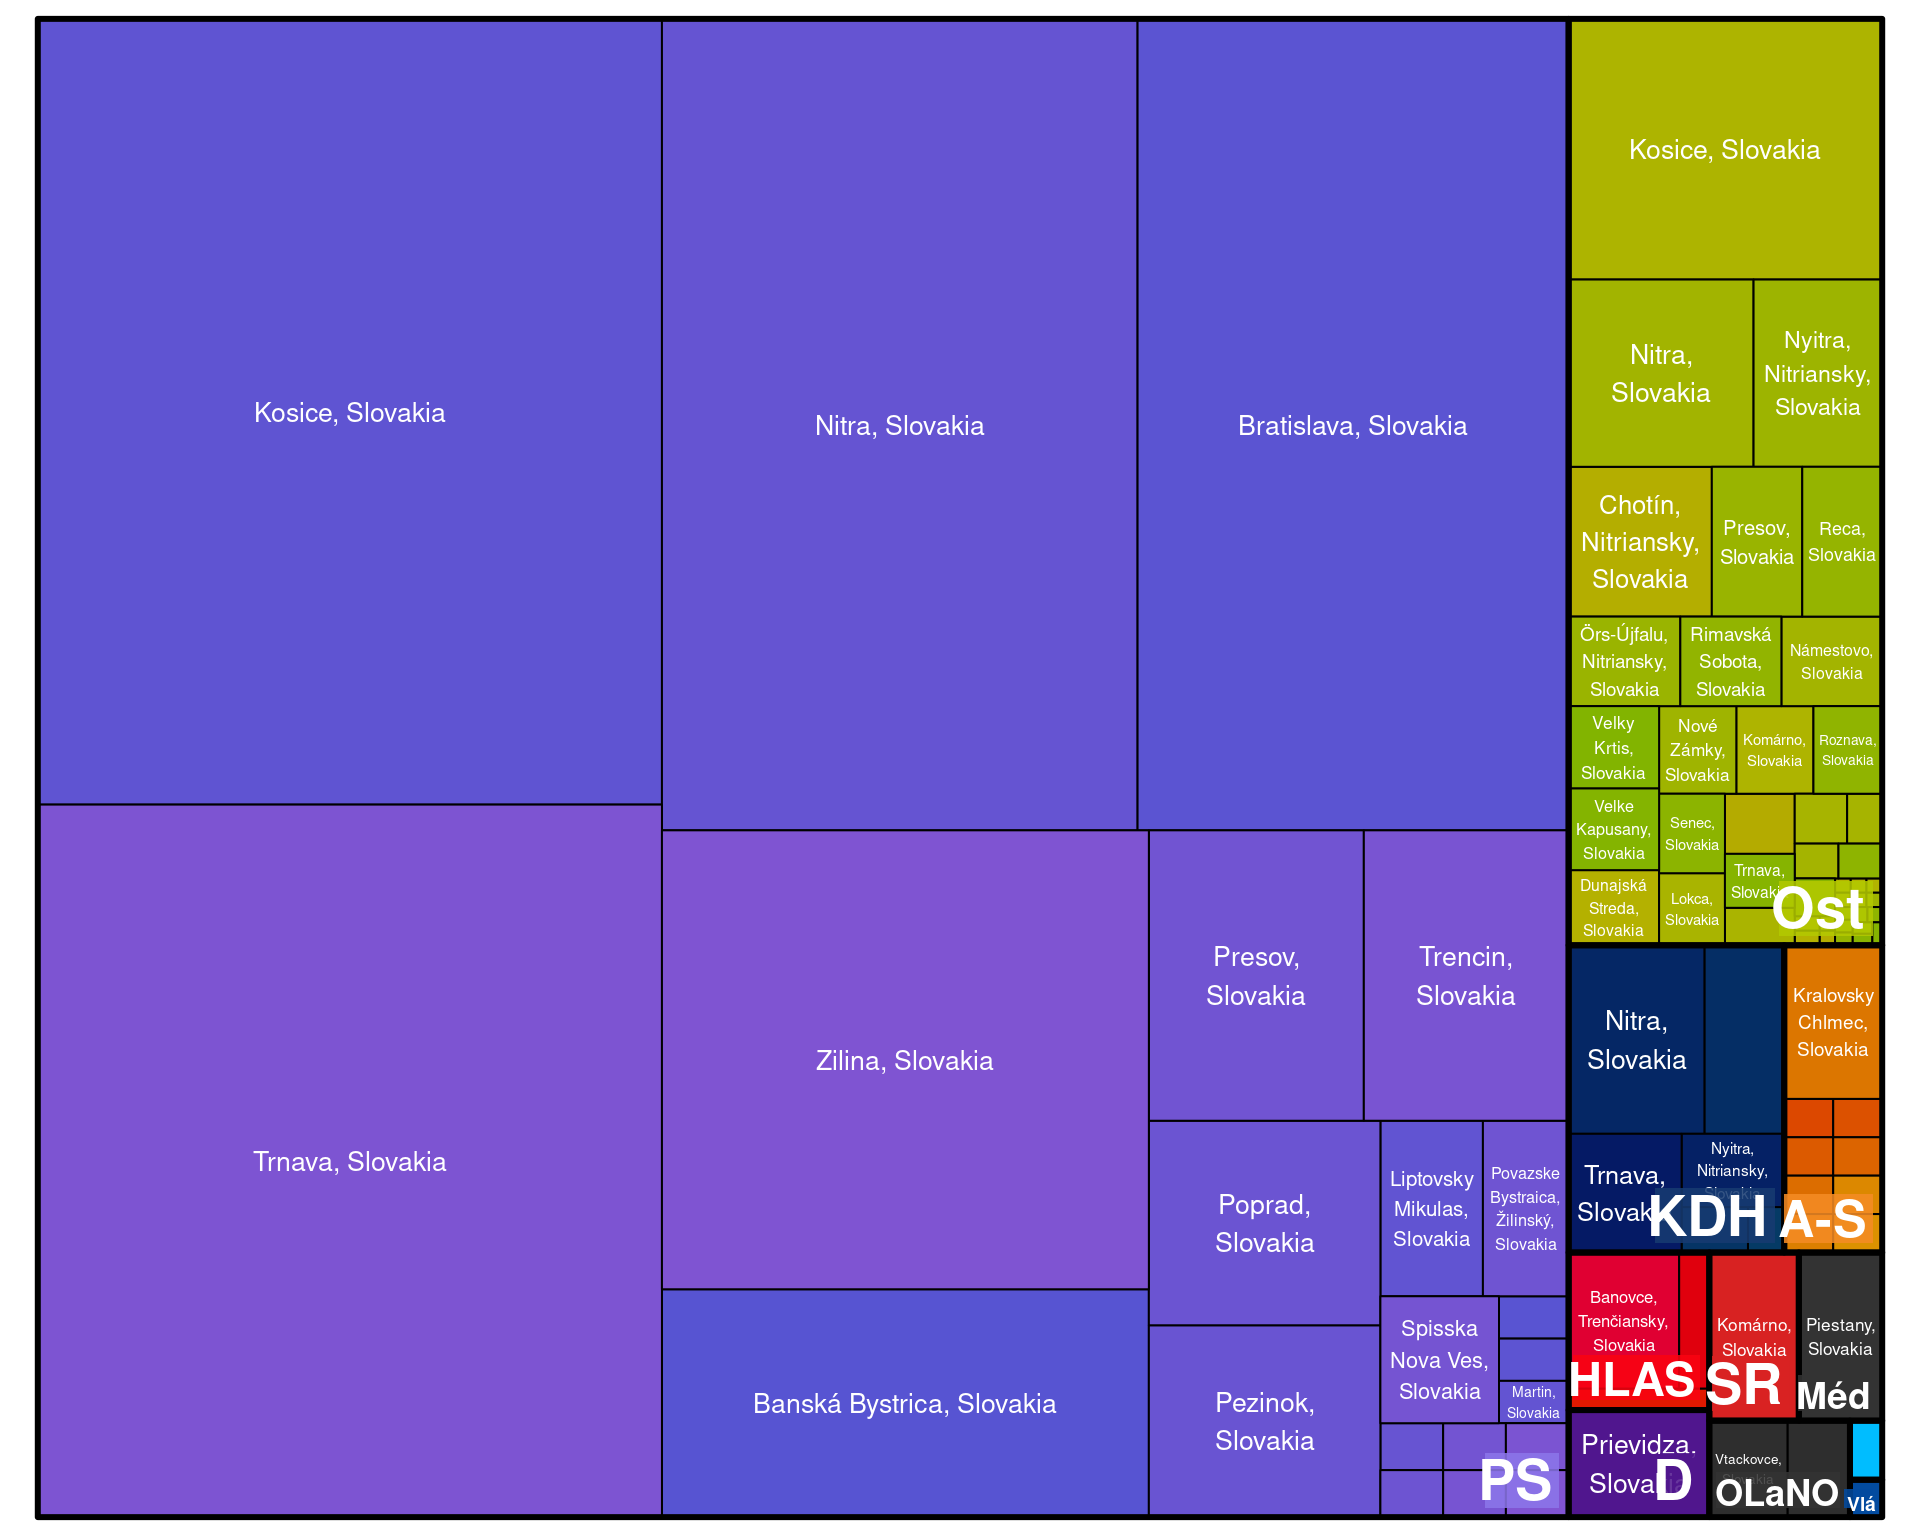 Kosice, Slovakia
Nitra, Slovakia
Bratislava, Slovakia
Trnava, Slovakia
Zilina, Slovakia
Banská Bystrica, Slovakia
Presov,
Slovakia
Trencin,
Slovakia
Poprad,
Slovakia
Pezinok,
Slovakia
Liptovsky
Mikulas,
Slovakia
Povazske
Bystraica,
Žilinský,
Slovakia
Spisska
Nova Ves,
Slovakia
Martin,
Slovakia
PS
Kosice, Slovakia
Nitra,
Slovakia
Nyitra,
Nitriansky,
Slovakia
Chotín,
Nitriansky,
Slovakia
Presov,
Slovakia
Reca,
Slovakia
Örs-Újfalu,
Nitriansky,
Slovakia
Rimavská
Sobota,
Slovakia
Námestovo,
Slovakia
Velky
Krtis,
Slovakia
Nové
Zámky,
Slovakia
Komárno,
Slovakia
Roznava,
Slovakia
Velke
Kapusany,
Slovakia
Senec,
Slovakia
Trnava,
Slovakia
Dunajská
Streda,
Slovakia
Lokca,
Slovakia
Ost
Nitra,
Slovakia
Trnava,
Slovakia
Nyitra,
Nitriansky,
Slovakia
KDH
Kralovsky
Chlmec,
Slovakia
A-S
Banovce,
Trenčiansky,
Slovakia
HLAS
Komárno,
Slovakia
SR
Piestany,
Slovakia
Méd
Prievidza,
Slovakia
D
Vtackovce,
Slovakia
OLaNO
Vlá